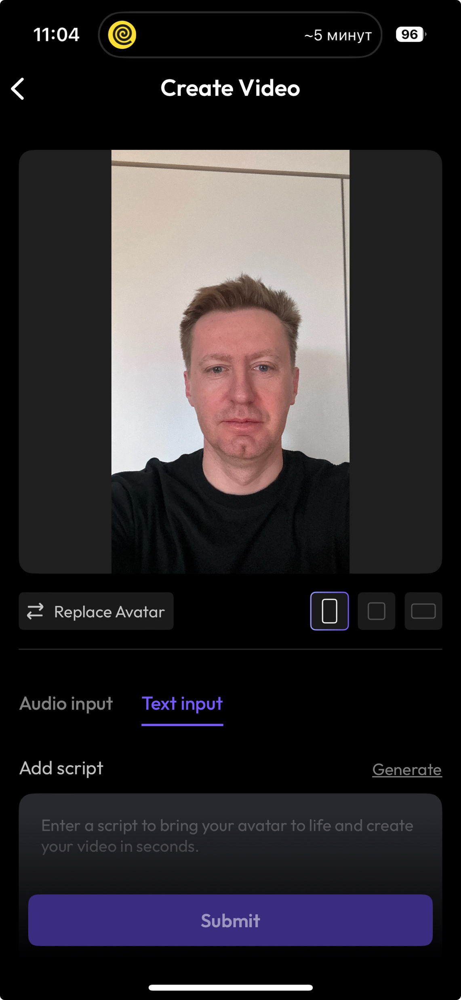 11:04
~5 минут
96
Create Video
Replace Avatar
Audio input
Text input
Add script
Generate
Enter a script to bring your avatar to life and create
your video in seconds.
Submit